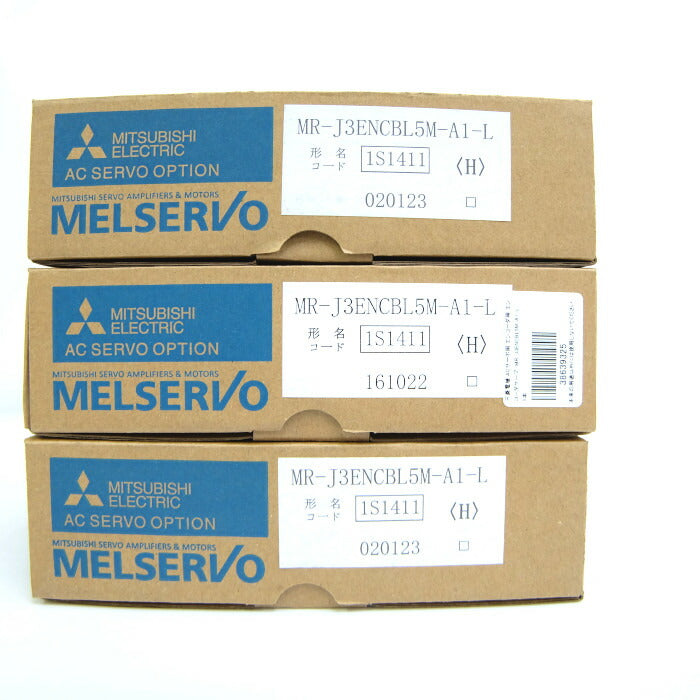 MITSUBISHI
ELECTRIC
AC SERVO OPTION
MITSUBISHI SERVO AMPLIFIERS & MOTORS
MELSERVO
MR-J3ENCBL5M-A1-L
形 名
コード
1S1411
〈H〉
020123 □
MITSUBISHI
ELECTRIC
AC SERVO OPTION
MITSUBISHI SERVO AMPLIFIERS & MOTORS
MELSERVO
MR-J3ENCBL5M-A1-L
形 名
コード
1S1411
〈H〉
161022 □
38639325
MITSUBISHI
ELECTRIC
AC SERVO OPTION
MITSUBISHI SERVO AMPLIFIERS & MOTORS
MELSERVO
MR-J3ENCBL5M-A1-L
形 名
コード
1S1411
〈H〉
020123 □